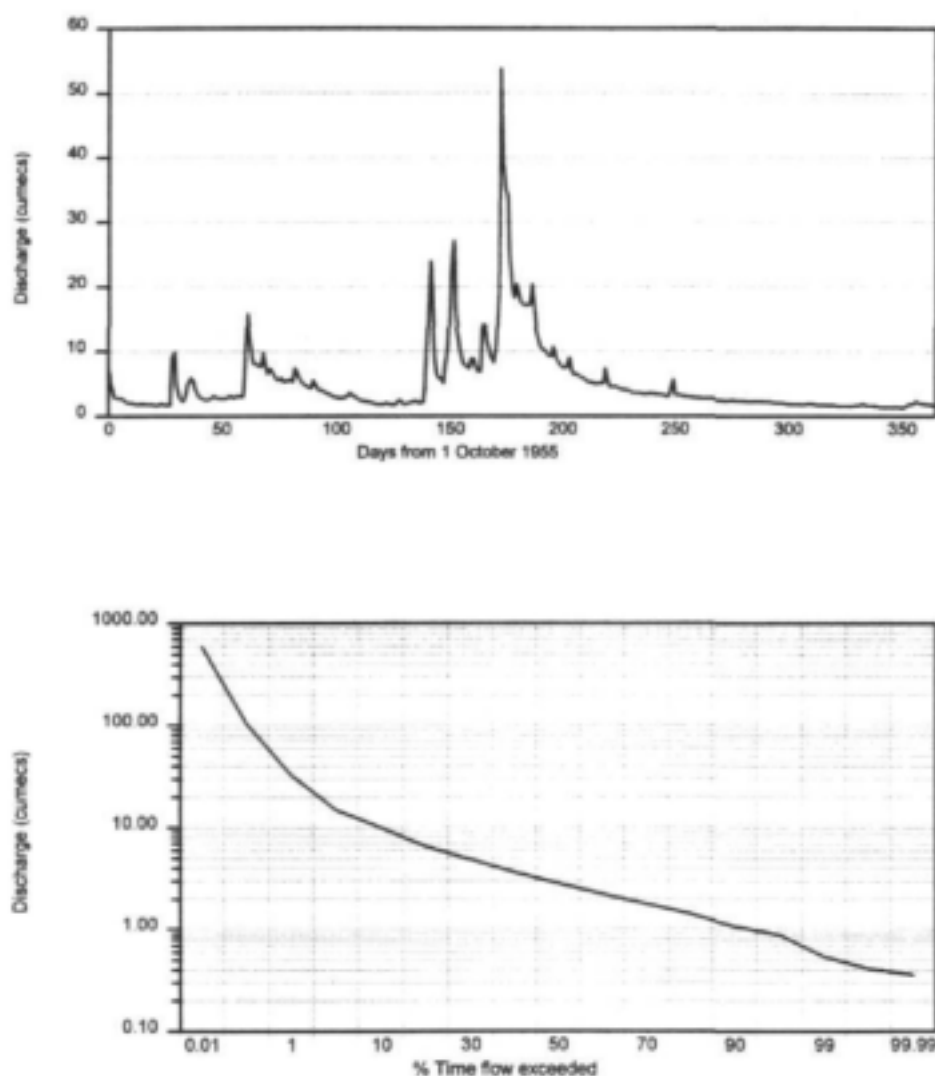 60
50
40
30
20
10
0
Discharge (cumecs)
0 50 100 150 200 250 300 350
Days from 1 October 1955
1000.00
100.00
10.00
1.00
0.10
Discharge (cumecs)
0.01 1 10 30 50 70 90 99 99.99
% Time flow exceeded